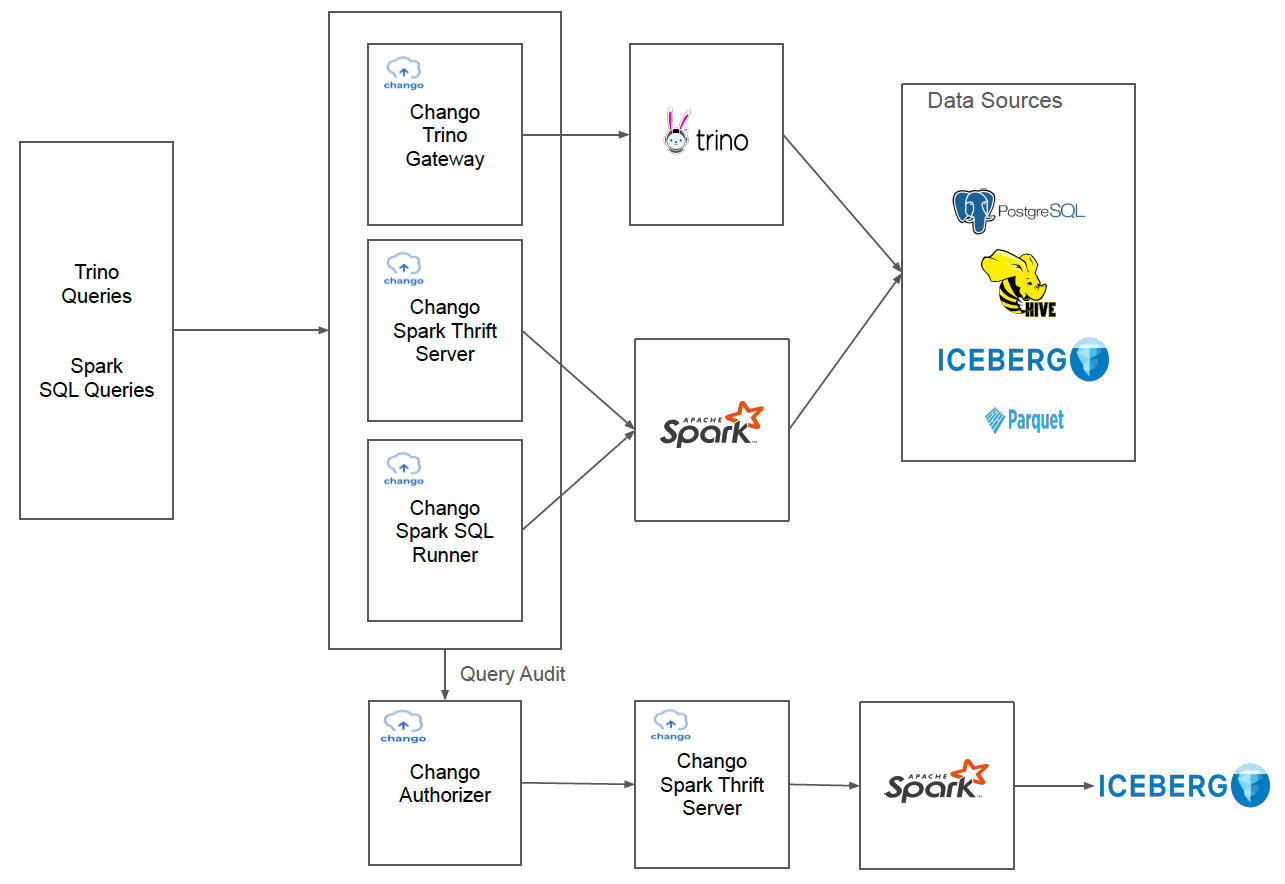 Trino
Queries
Spark
SQL Queries
chango
Chango
Trino
Gateway
chango
Chango
Spark Thrift
Server
chango
Chango
Spark SQL
Runner
trino
APACHE
Spark
TM
Data Sources
PostgreSQL
HIVE
ICEBERG
Parquet
Query Audit
chango
Chango
Authorizer
chango
Chango
Spark Thrift
Server
APACHE
Spark
TM
ICEBERG